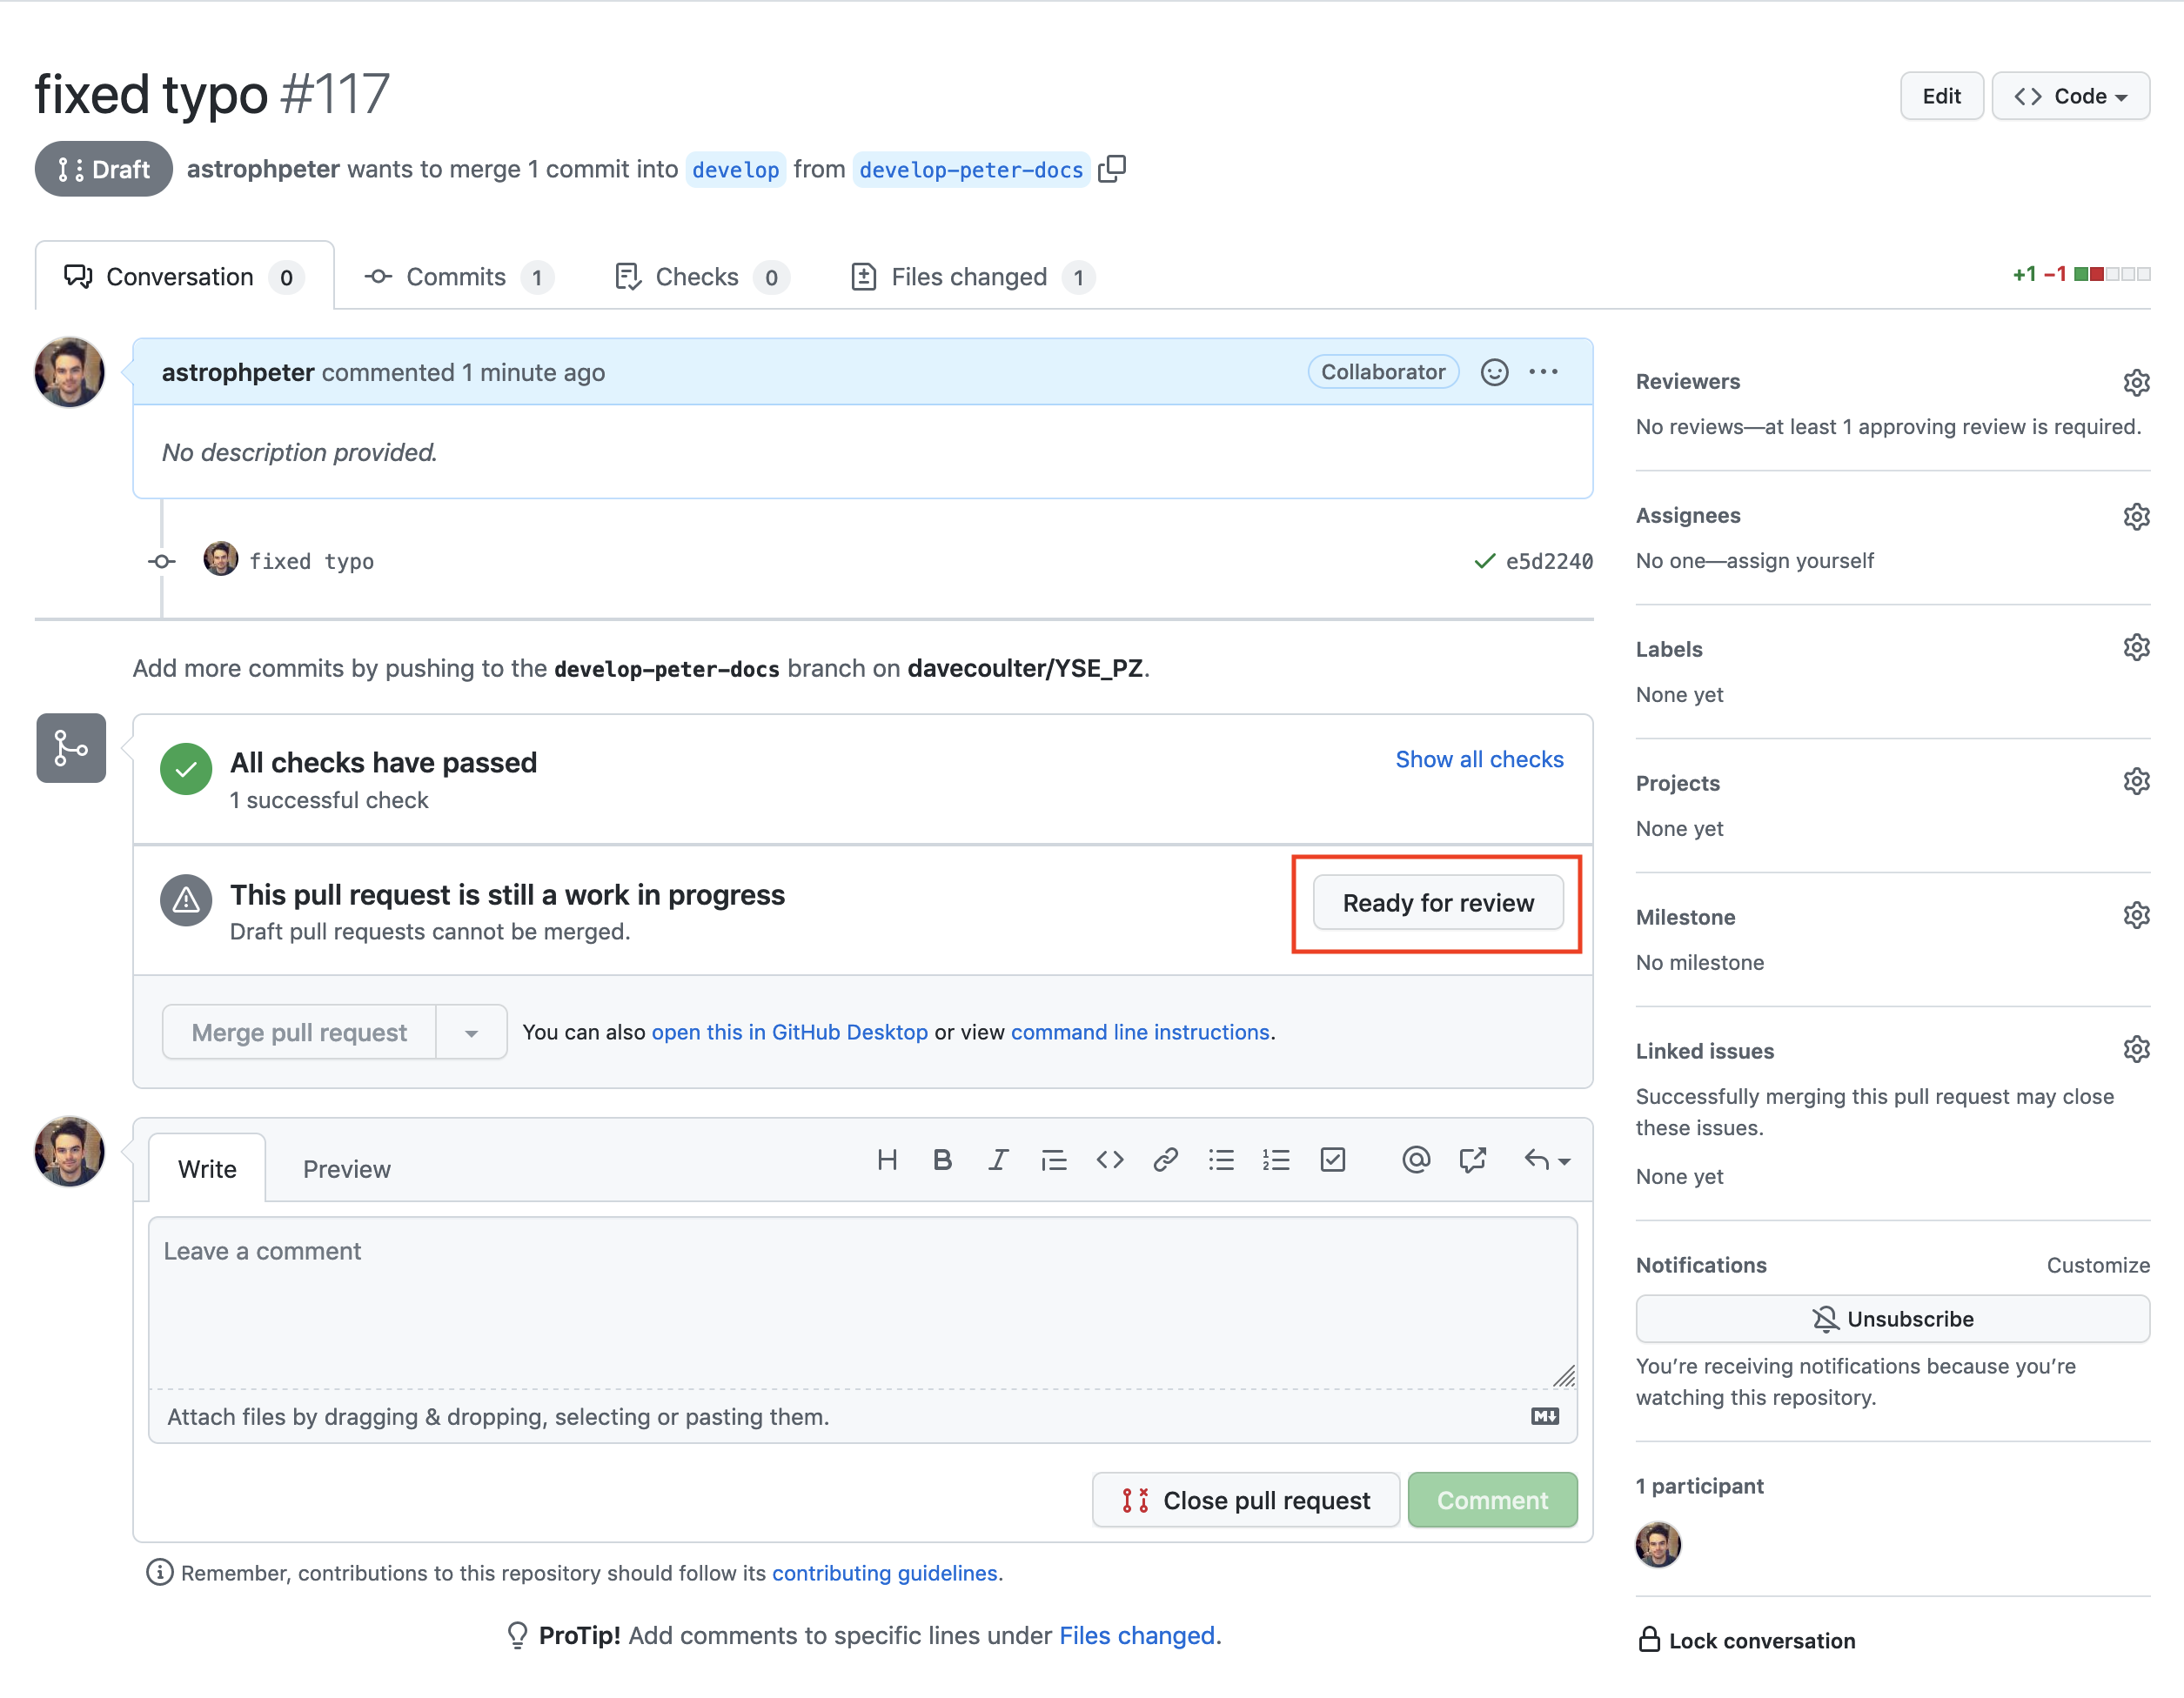 fixed typo #117
Edit
Code
Draft
astrophpeter wants to merge 1 commit into develop from develop-peter-docs
Conversation 0
Commits 1
Checks 0
Files changed 1
+1 −1
astrophpeter commented 1 minute ago
Collaborator
No description provided.
fixed typo
e5d2240
Add more commits by pushing to the develop-peter-docs branch on davecoulter/YSE_PZ.
All checks have passed
1 successful check
Show all checks
This pull request is still a work in progress
Draft pull requests cannot be merged.
Ready for review
Merge pull request
You can also open this in GitHub Desktop or view command line instructions.
Write
Preview
Leave a comment
Attach files by dragging & dropping, selecting or pasting them.
Close pull request
Comment
Remember, contributions to this repository should follow its contributing guidelines.
ProTip! Add comments to specific lines under Files changed.
Reviewers
No reviews—at least 1 approving review is required.
Assignees
No one—assign yourself
Labels
None yet
Projects
None yet
Milestone
No milestone
Linked issues
Successfully merging this pull request may close
these issues.
None yet
Notifications
Customize
Unsubscribe
You’re receiving notifications because you’re
watching this repository.
1 participant
Lock conversation